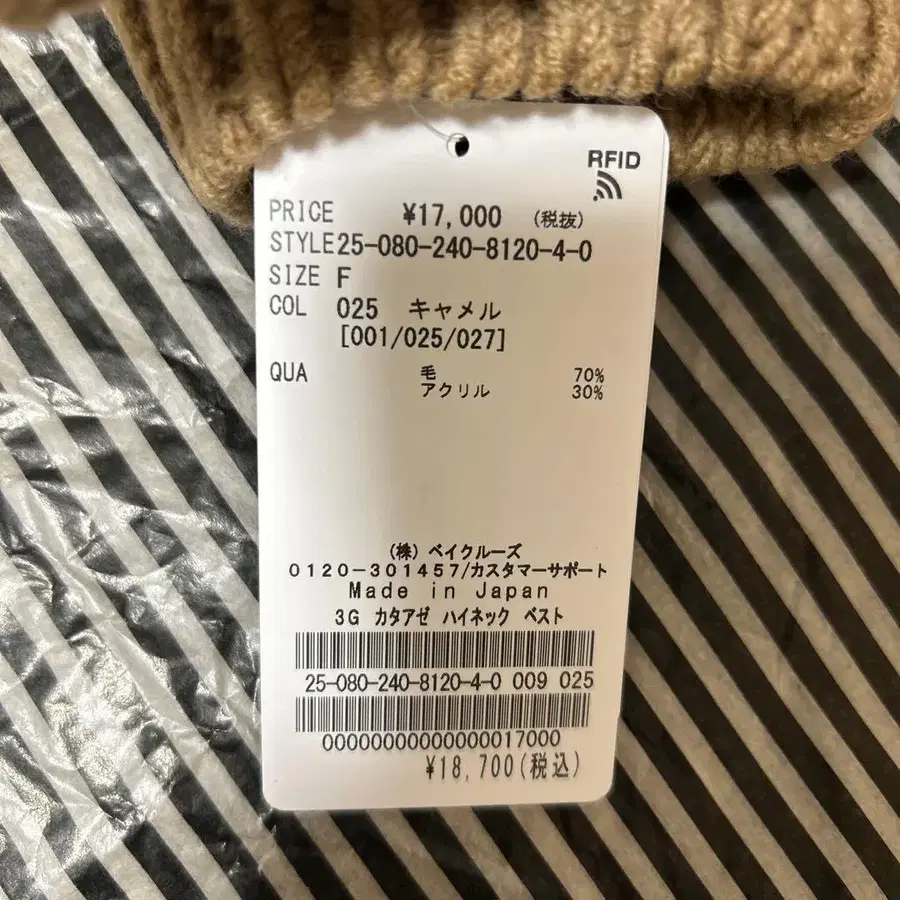 RFID
PRICE ¥17,000 (税抜)
STYLE25-080-240-8120-4-0
SIZE F
COL 025 キャメル
[001/025/027]
QUA 毛 70%
アクリル 30%
(株) ベイクルーズ
0120-301457/カスタマーサポート
Made in Japan
3G カタアゼ ハイネック ベスト
25-080-240-8120-4-0 009 025
00000000000000017000
¥18,700(税込)